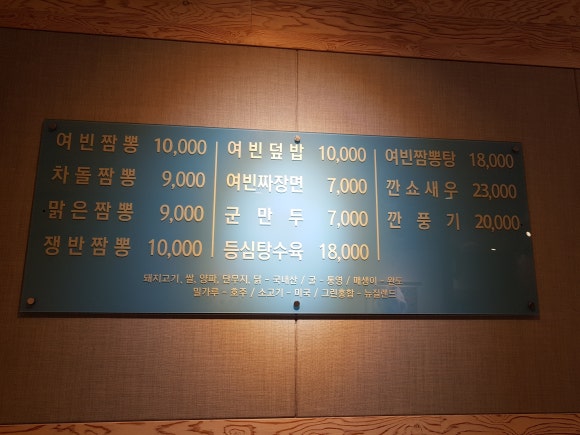 여빈짬뽕 10,000
차돌짬뽕 9,000
맑은짬뽕 9,000
쟁반짬뽕 10,000
여빈덮밥 10,000
여빈짜장면 7,000
군만두 7,000
등심탕수육 18,000
여빈짬뽕탕 18,000
깐쇼새우 23,000
깐풍기 20,000
돼지고기, 쌀, 양파, 단무지, 닭 - 국내산 / 굴 - 통영 / 매생이 - 완도
밀가루 - 호주 / 소고기 - 미국 / 그린홍합 - 뉴질랜드